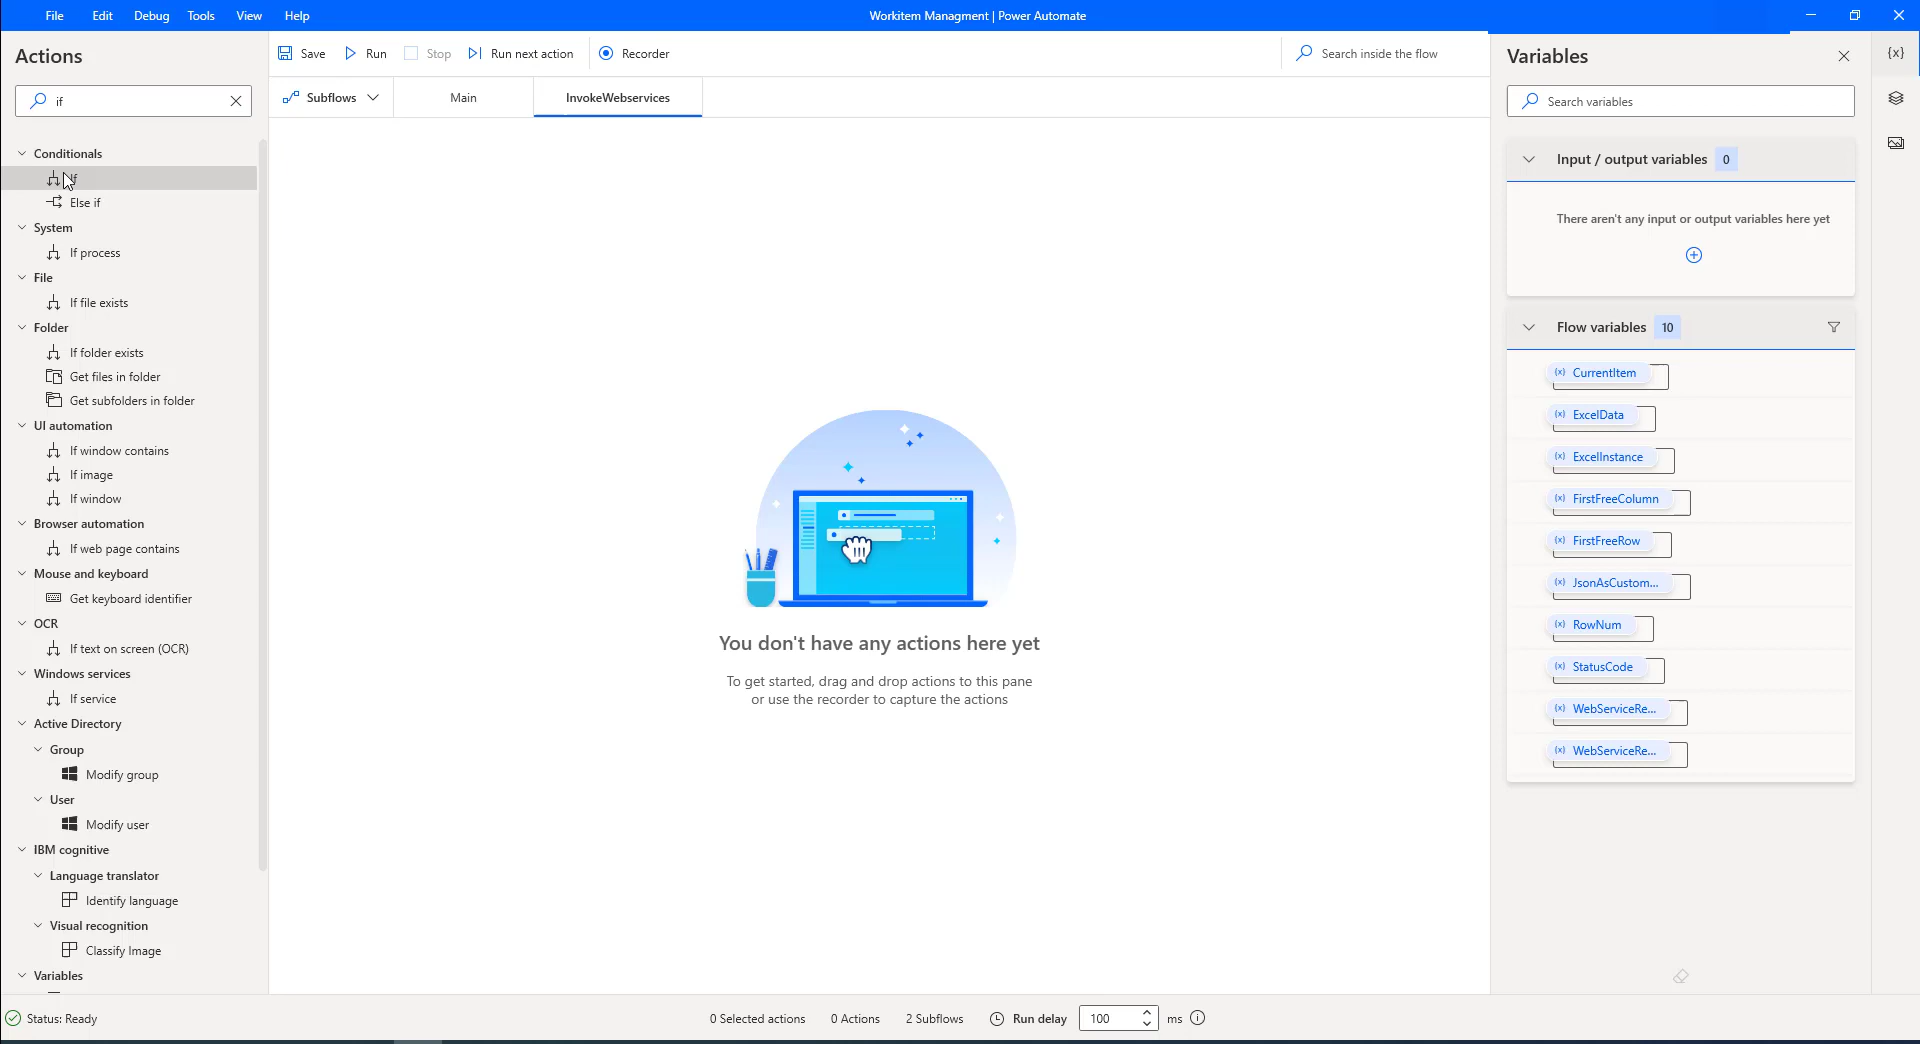 File Edit Debug Tools View Help
Workitem Managment | Power Automate
Actions
if
Conditionals
If
Else if
System
If process
File
If file exists
Folder
If folder exists
Get files in folder
Get subfolders in folder
UI automation
If window contains
If image
If window
Browser automation
If web page contains
Mouse and keyboard
Get keyboard identifier
OCR
If text on screen (OCR)
Windows services
If service
Active Directory
Group
Modify group
User
Modify user
IBM cognitive
Language translator
Identify language
Visual recognition
Classify Image
Variables
Save Run Stop Run next action Recorder
Search inside the flow
Subflows Main InvokeWebservices
You don't have any actions here yet
To get started, drag and drop actions to this pane
or use the recorder to capture the actions
Variables
{x}
Search variables
Input / output variables 0
There aren't any input or output variables here yet
Flow variables 10
(x) CurrentItem
(x) ExcelData
(x) ExcelInstance
(x) FirstFreeColumn
(x) FirstFreeRow
(x) JsonAsCustom...
(x) RowNum
(x) StatusCode
(x) WebServiceRe...
(x) WebServiceRe...
Status: Ready
0 Selected actions 0 Actions 2 Subflows Run delay 100 ms